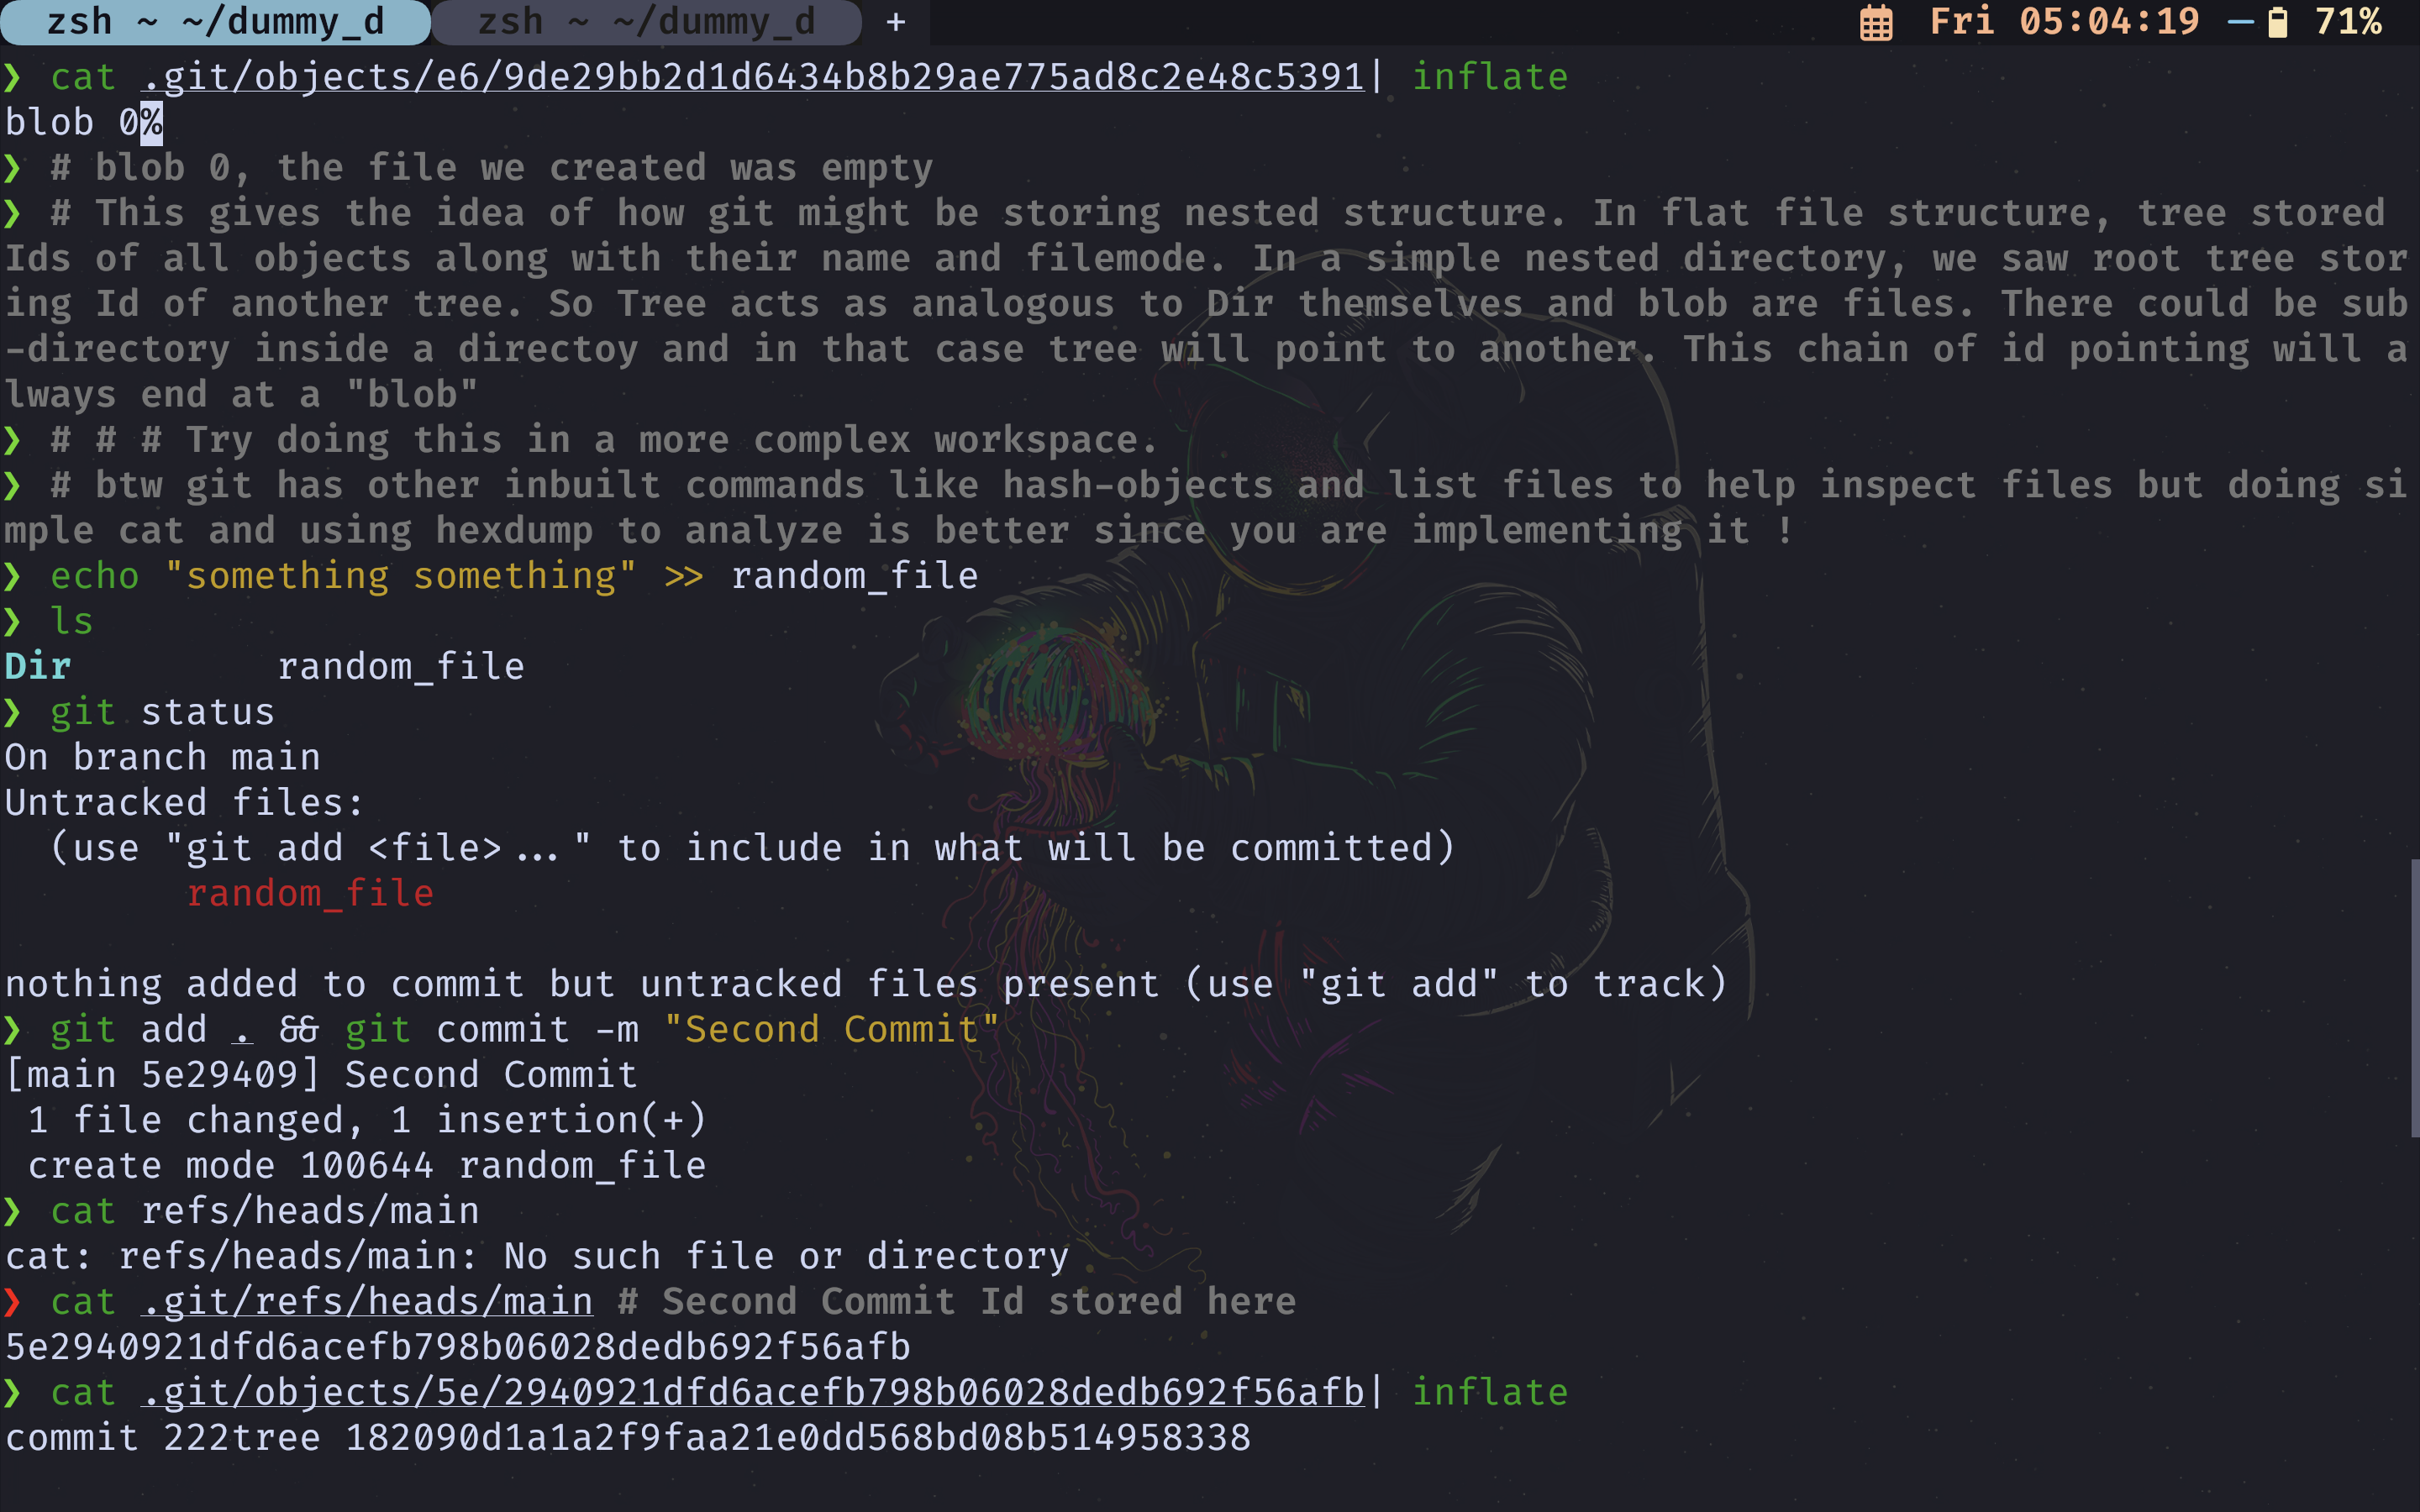 zsh ~ ~/dummy_d zsh ~ ~/dummy_d + Fri 05:04:19 — 71%
❯ cat .git/objects/e6/9de29bb2d1d6434b8b29ae775ad8c2e48c5391| inflate
blob 0%
❯ # blob 0, the file we created was empty
❯ # This gives the idea of how git might be storing nested structure. In flat file structure, tree stored
Ids of all objects along with their name and filemode. In a simple nested directory, we saw root tree stor
ing Id of another tree. So Tree acts as analogous to Dir themselves and blob are files. There could be sub
-directory inside a directoy and in that case tree will point to another. This chain of id pointing will a
lways end at a "blob"
❯ # # # Try doing this in a more complex workspace.
❯ # btw git has other inbuilt commands like hash-objects and list files to help inspect files but doing si
mple cat and using hexdump to analyze is better since you are implementing it !
❯ echo "something something" >> random_file
❯ ls
Dir random_file
❯ git status
On branch main
Untracked files:
(use "git add <file>..." to include in what will be committed)
random_file
nothing added to commit but untracked files present (use "git add" to track)
❯ git add . && git commit -m "Second Commit"
[main 5e29409] Second Commit
1 file changed, 1 insertion(+)
create mode 100644 random_file
❯ cat refs/heads/main
cat: refs/heads/main: No such file or directory
❯ cat .git/refs/heads/main # Second Commit Id stored here
5e2940921dfd6acefb798b06028dedb692f56afb
❯ cat .git/objects/5e/2940921dfd6acefb798b06028dedb692f56afb| inflate
commit 222tree 182090d1a1a2f9faa21e0dd568bd08b514958338